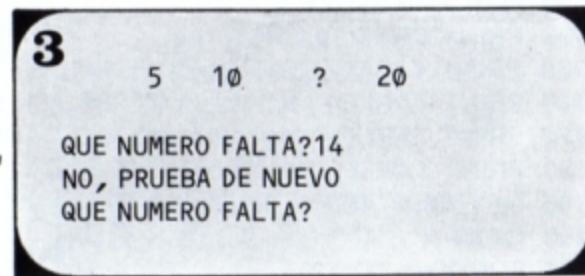 3
5 10 ? 20
QUE NUMERO FALTA?14
NO, PRUEBA DE NUEVO
QUE NUMERO FALTA?